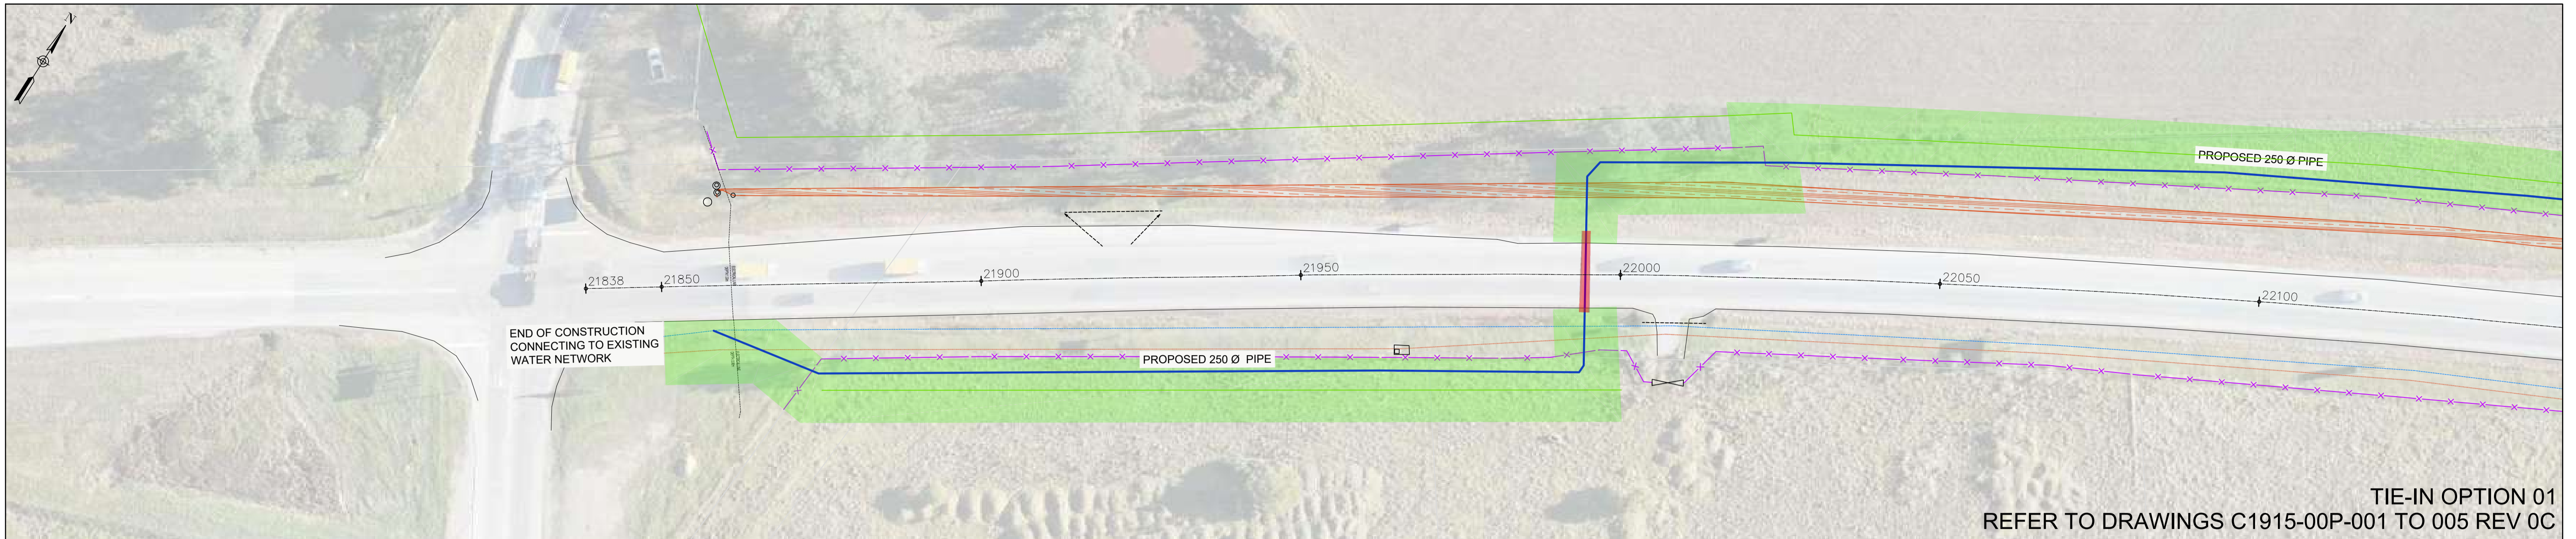 N
PROPOSED 250 Ø PIPE
21838
21850
21900
21950
22000
22050
22100
END OF CONSTRUCTION
CONNECTING TO EXISTING
WATER NETWORK
PROPOSED 250 Ø PIPE
TIE-IN OPTION 01
REFER TO DRAWINGS C1915-00P-001 TO 005 REV 0C